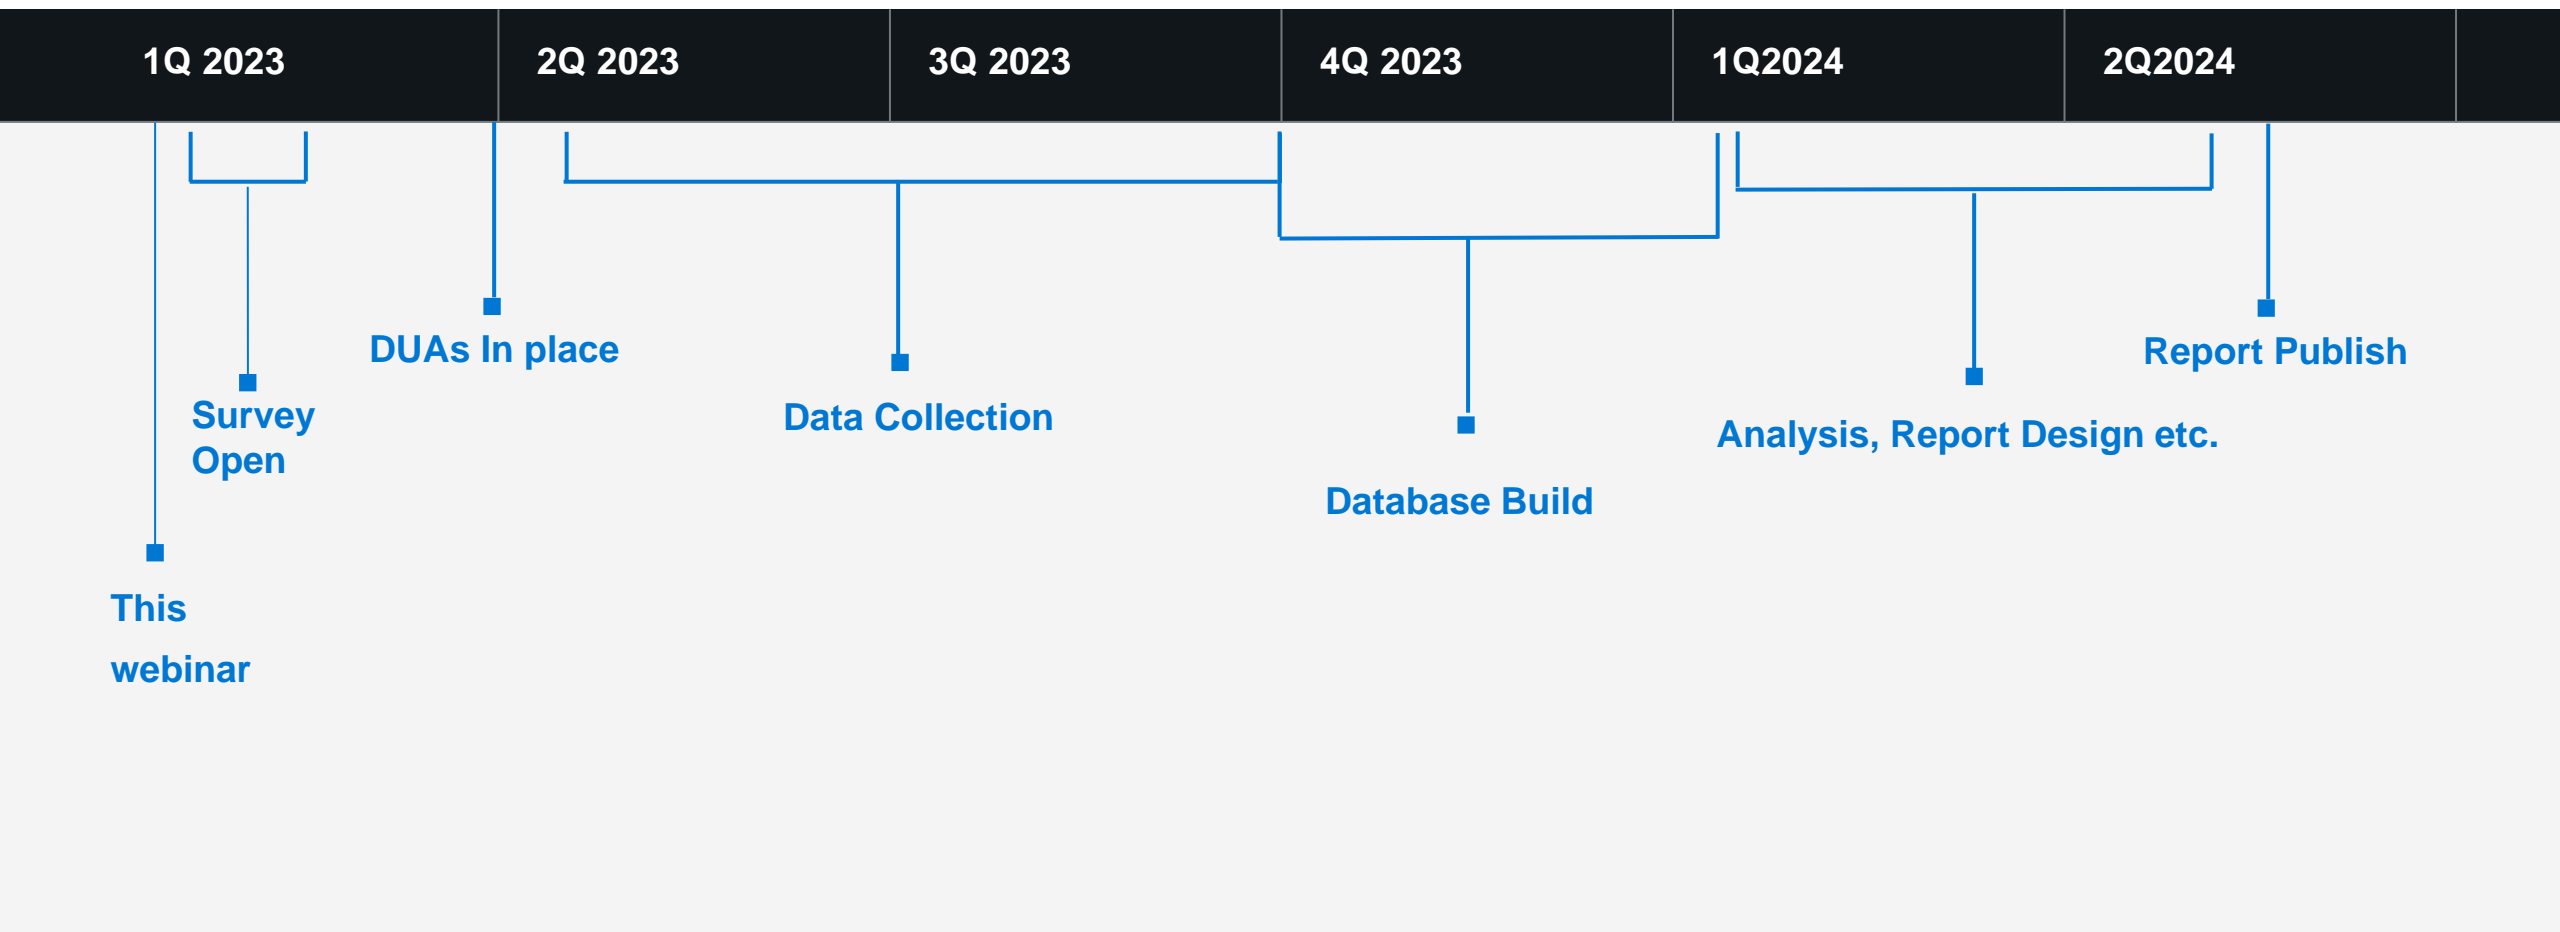 1Q 2023
2Q 2023
3Q 2023
4Q 2023
1Q2024
2Q2024
This
webinar
Survey
Open
DUAs In place
Data Collection
Database Build
Analysis, Report Design etc.
Report Publish